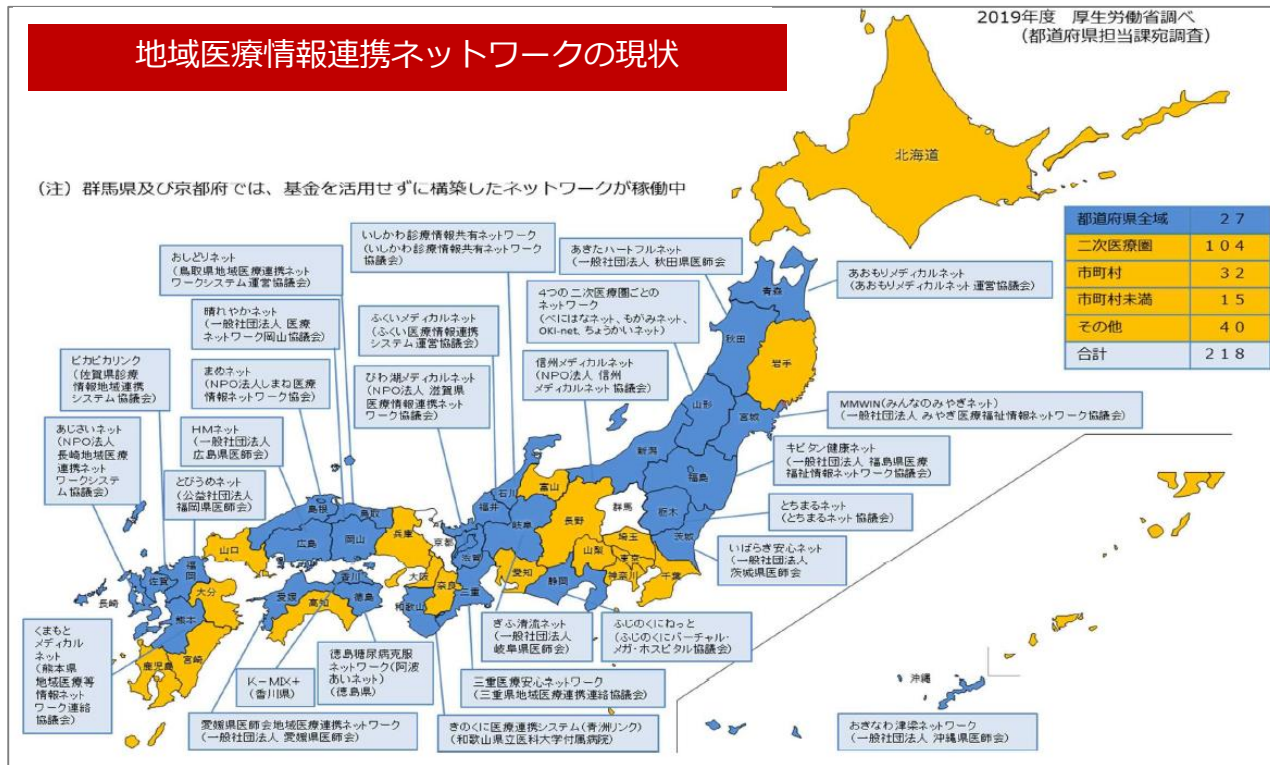 地域医療情報連携ネットワークの現状
2019年度　厚生労働省調べ
(都道府県担当課宛調査)
（注）群馬県及び京都府では、基金を活用せずに構築したネットワークが稼働中
都道府県全域　27
二次医療圏　104
市町村　32
市町村未満　15
その他　40
合計　218
いしかわ診療情報共有ネットワーク
(いしかわ診療情報共有ネットワーク
協議会)
あきたハートフルネット
(一般社団法人 秋田県医師会
あおもりメディカルネット
(あおもりメディカルネット運営協議会)
おしどりネット
(鳥取県地域医療連携ネット
ワークシステム運営協議会)
4つの二次医療圏ごとの
ネットワーク
(べにはなネット、もがみネット、
OKI-net、ちょうかいネット)
晴れやかネット
(一般社団法人 医療
ネットワーク岡山協議会)
ふくいメディカルネット
(ふくい医療情報連携
システム運営協議会)
信州メディカルネット
(NPO法人 信州
メディカルネット協議会)
ピカピカリンク
(佐賀県診療
情報地域連携
システム協議会)
まめネット
(NPO法人しまね医療
情報ネットワーク協会)
びわ湖メディカルネット
(NPO法人 滋賀県
医療情報連携ネット
ワーク協議会)
MMWIN(みんなのみやぎネット)
(一般社団法人 みやぎ医療福祉情報ネットワーク協議会)
あじさいネット
(NPO法人
長崎地域医療
連携ネット
ワークシステ
ム協議会)
HMネット
(一般社団法人
広島県医師会)
キビタン健康ネット
(一般社団法人 福島県医療
福祉情報ネットワーク協議会)
とびうめネット
(公益社団法人
福岡県医師会)
とちまるネット
(とちまるネット協議会)
いばらき安心ネット
(一般社団法人
茨城県医師会
くまもと
メディカル
ネット
(熊本県
地域医療等
情報ネット
ワーク連絡
協議会)
K－MIX+
(香川県)
徳島糖尿病克服
ネットワーク(阿波
あいネット)
(徳島県)
ぎふ清流ネット
(一般社団法人
岐阜県医師会)
ふじのくにねっと
(ふじのくにバーチャル・
メガ・ホスピタル協議会)
三重医療安心ネットワーク
(三重県地域医療連携連絡協議会)
愛媛県医師会地域医療連携ネットワーク
(一般社団法人 愛媛県医師会)
きのくに医療連携システム(青洲リンク)
(和歌山県立医科大学付属病院)
おきなわ津梁ネットワーク
(一般社団法人 沖縄県医師会)
北海道
青森
秋田
岩手
山形
宮城
新潟
福島
群馬
栃木
茨城
埼玉
東京
神奈川
千葉
富山
石川
福井
長野
岐阜
山梨
静岡
愛知
三重
佐賀
京都
大阪
奈良
和歌山
兵庫
鳥取
島根
岡山
広島
山口
香川
徳島
愛媛
高知
福岡
佐賀
長崎
大分
熊本
宮崎
鹿児島
沖縄